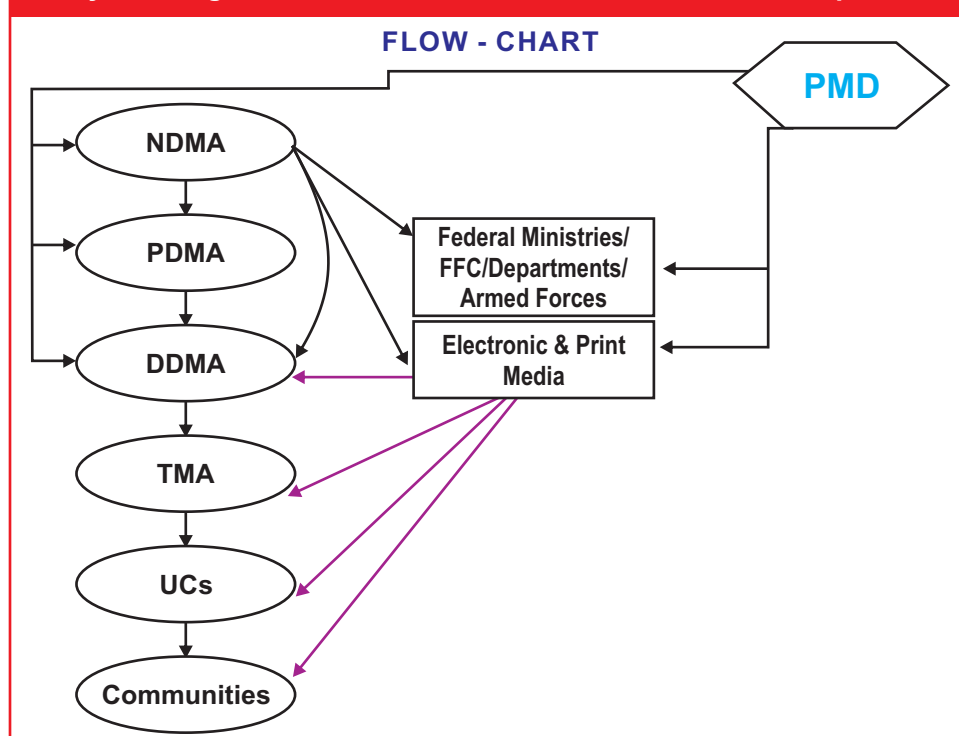 FLOW - CHART
PMD
NDMA
PDMA
Federal Ministries/
FFC/Departments/
Armed Forces
DDMA
Electronic & Print
Media
TMA
UCs
Communities